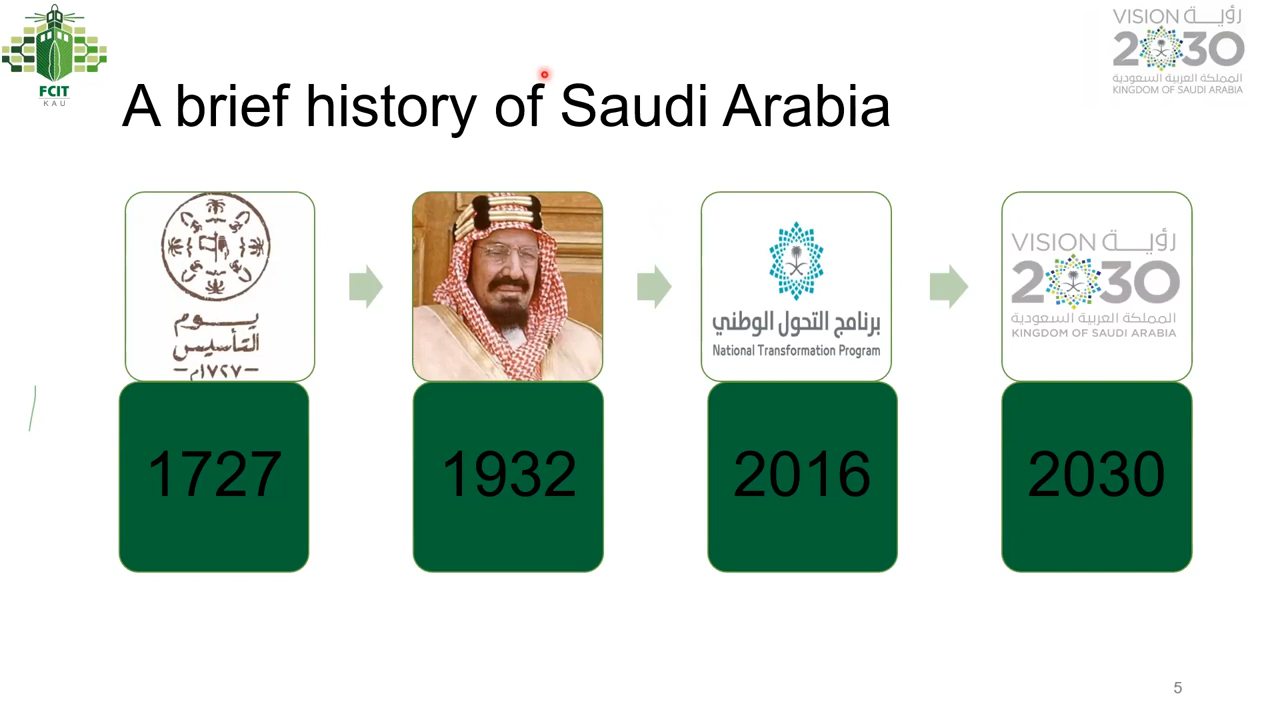 FCIT
KAU
VISION رؤيـــة
2030
المملكة العربية السعودية
KINGDOM OF SAUDI ARABIA
A brief history of Saudi Arabia
يــوم
التأسيس
١٧٢٧م
برنامج التحول الوطني
National Transformation Program
VISION رؤيـــة
2030
المملكة العربية السعودية
KINGDOM OF SAUDI ARABIA
1727
1932
2016
2030
5